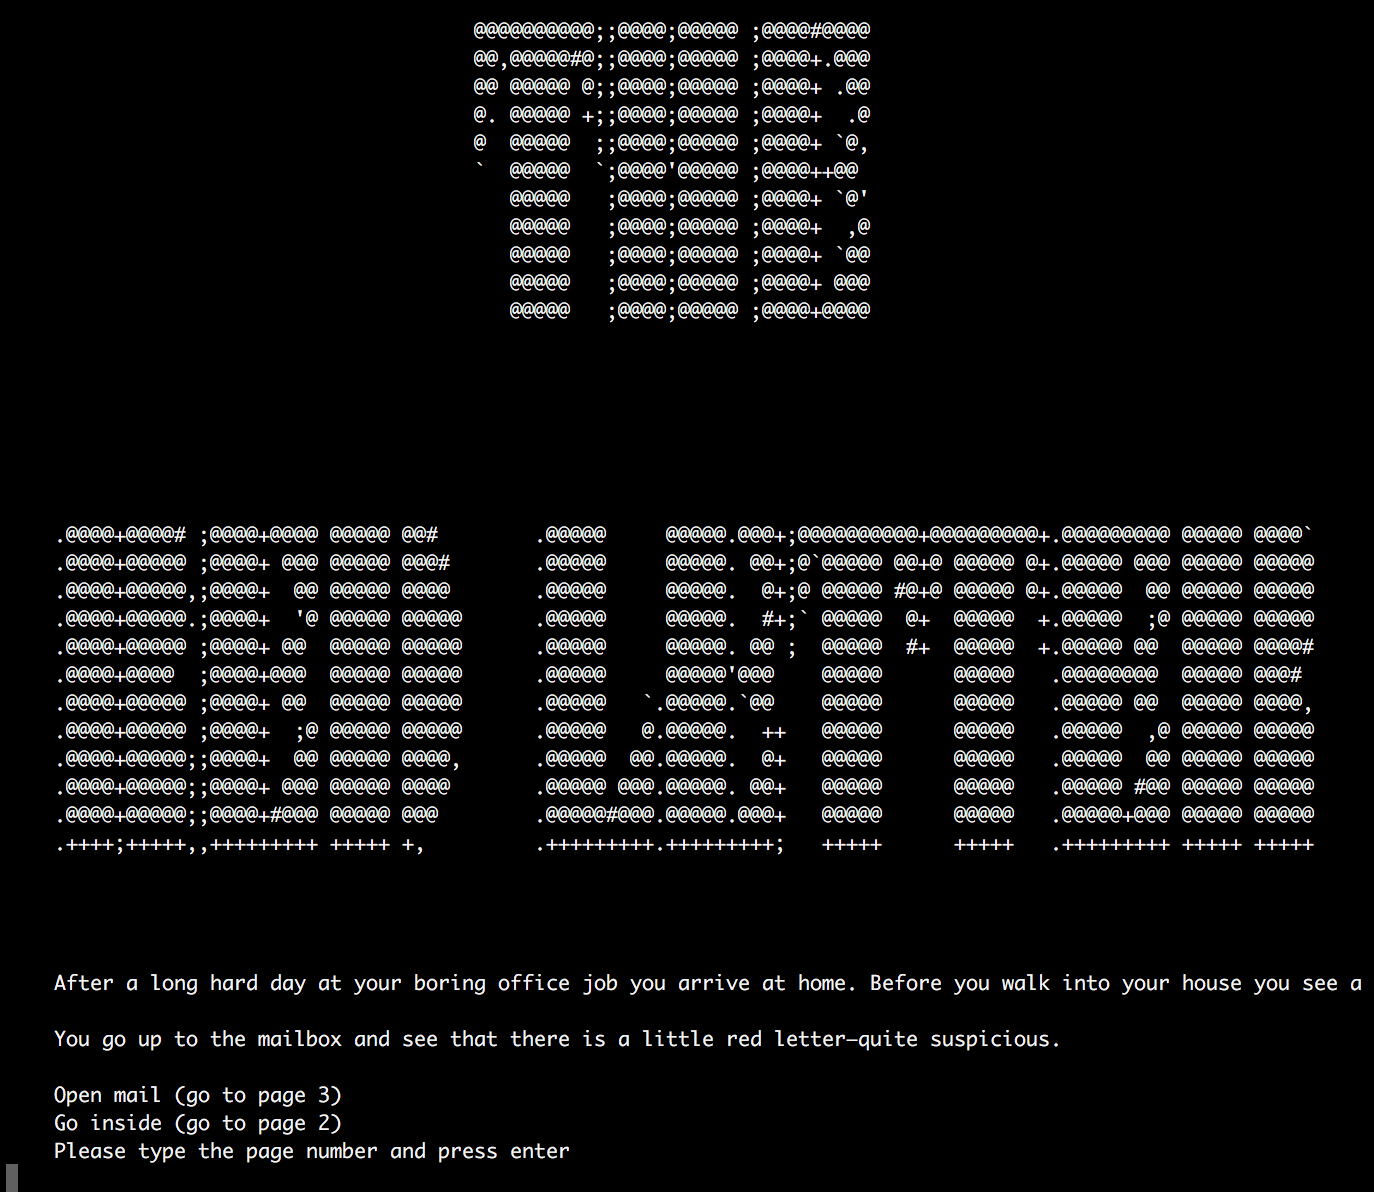 THE
RED LETTER
After a long hard day at your boring office job you arrive at home. Before you walk into your house you see a
You go up to the mailbox and see that there is a little red letter—quite suspicious.
Open mail (go to page 3)
Go inside (go to page 2)
Please type the page number and press enter